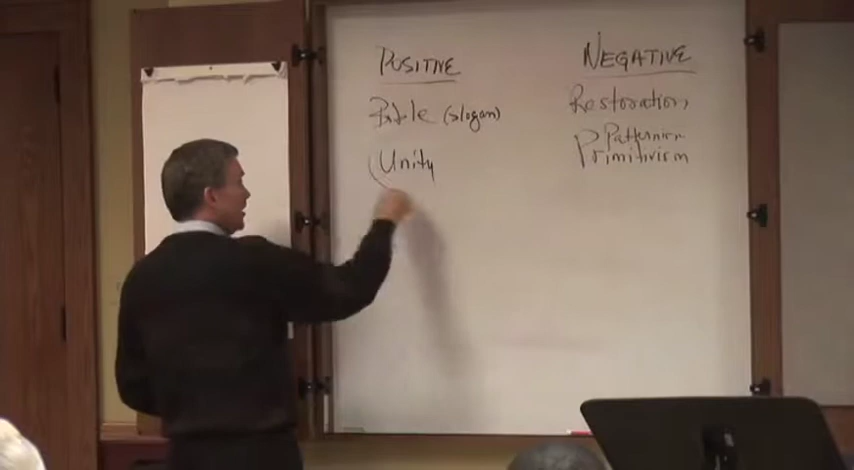 POSITIVE
Bible (slogan)
Unity
NEGATIVE
Restoration,
Patternism
Primitivism